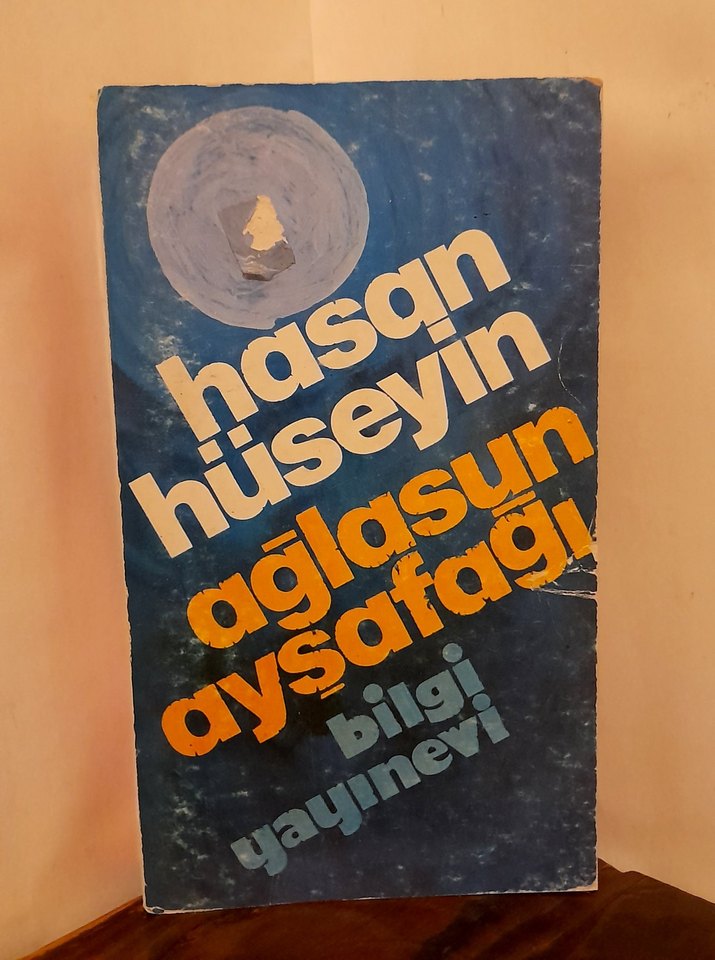 hasan
hüseyin
ağlasun
ayşafağı
bilgi
yayınevi